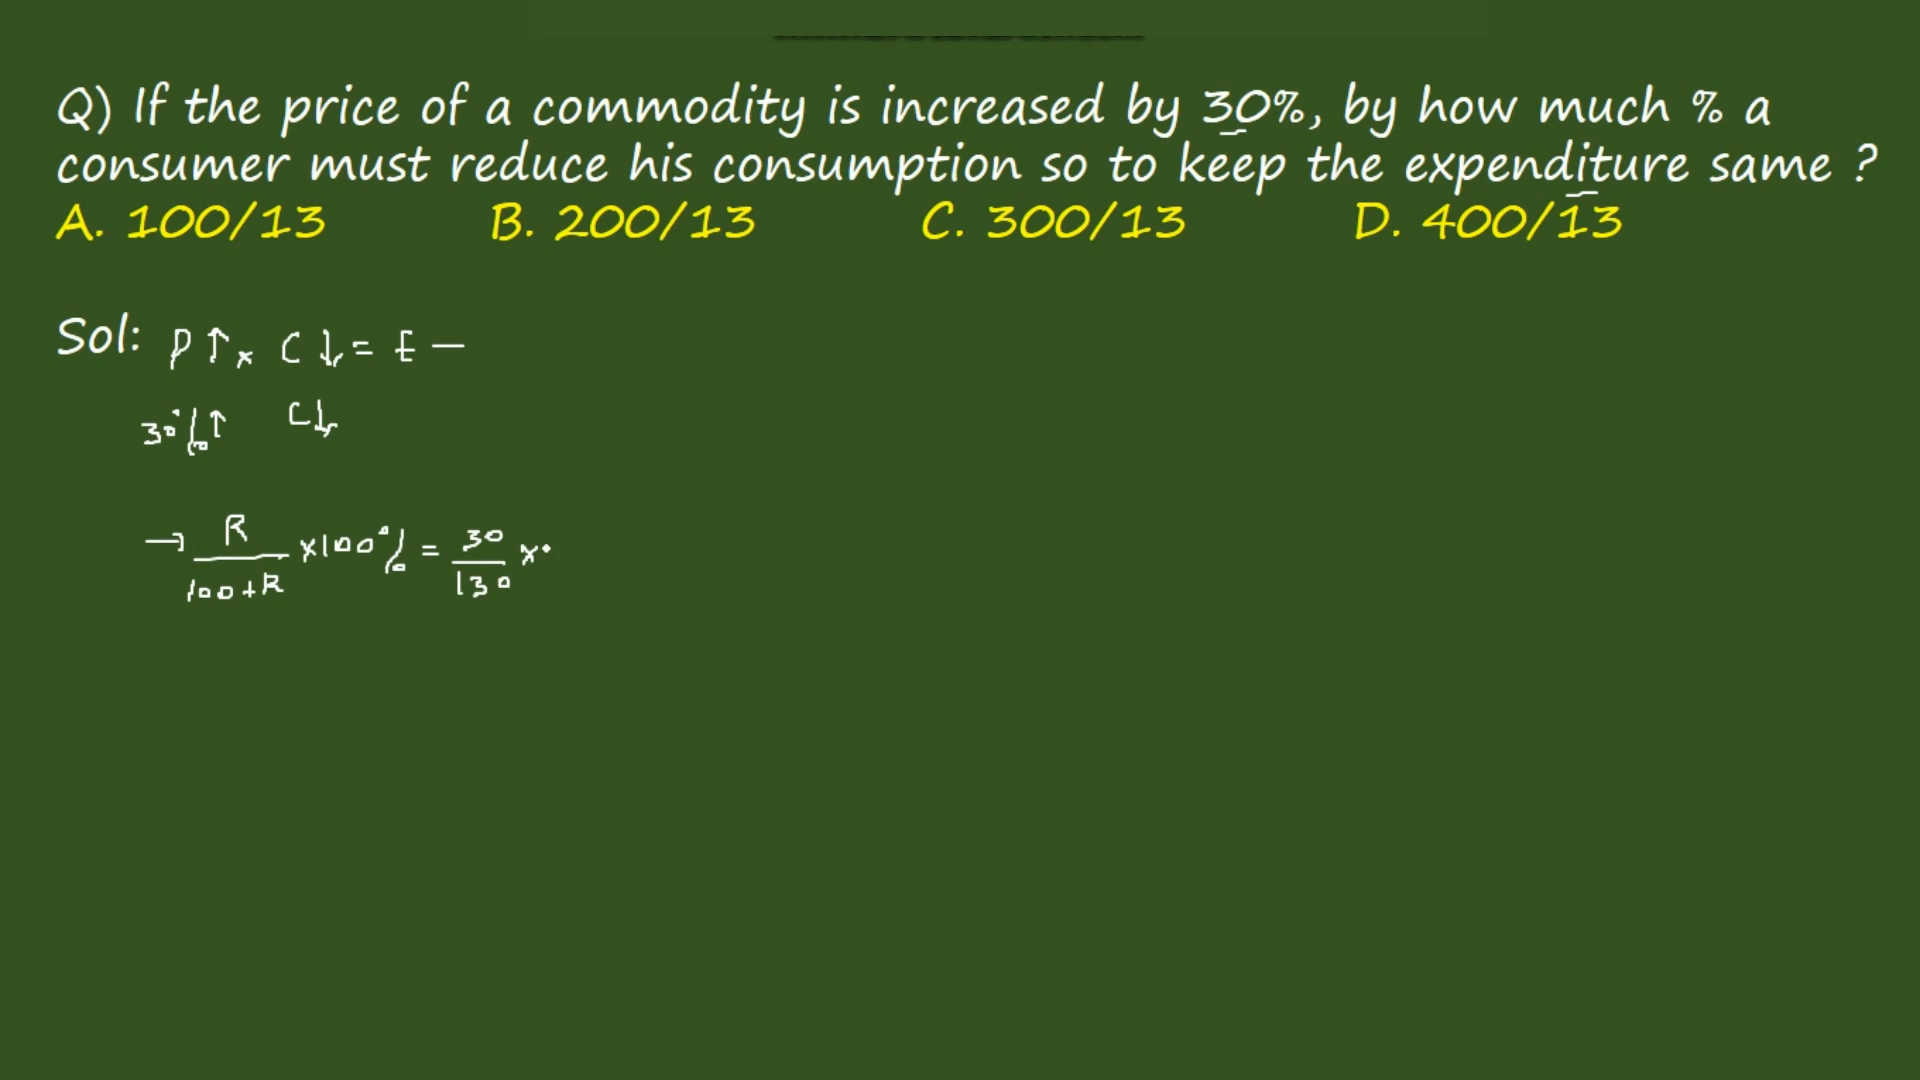 Q) If the price of a commodity is increased by 30%, by how much % a
consumer must reduce his consumption so to keep the expenditure same ?
A. 100/13 B. 200/13 C. 300/13 D. 400/13
Sol: P ↑ × C ↓ = E —
30% ↑ C ↓
→ R / 100+R ×100% = 30 / 130 ×